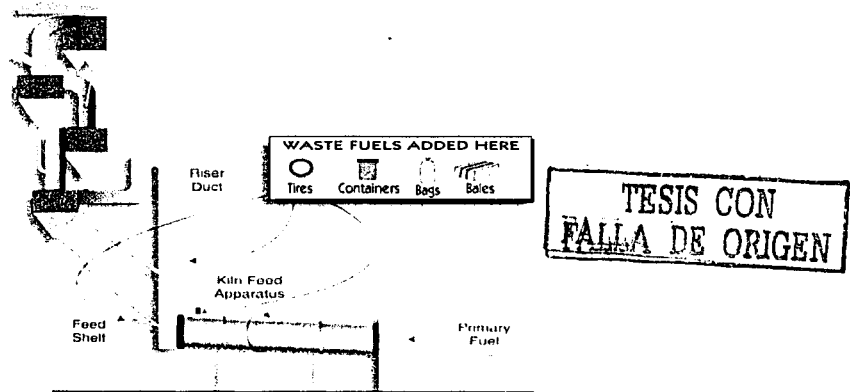 WASTE FUELS ADDED HERE
Tires Containers Bags Bales
Riser
Duct
TESIS CON
FALLA DE ORIGEN
Kiln Feed
Apparatus
Feed
Shelf
Primary
Fuel